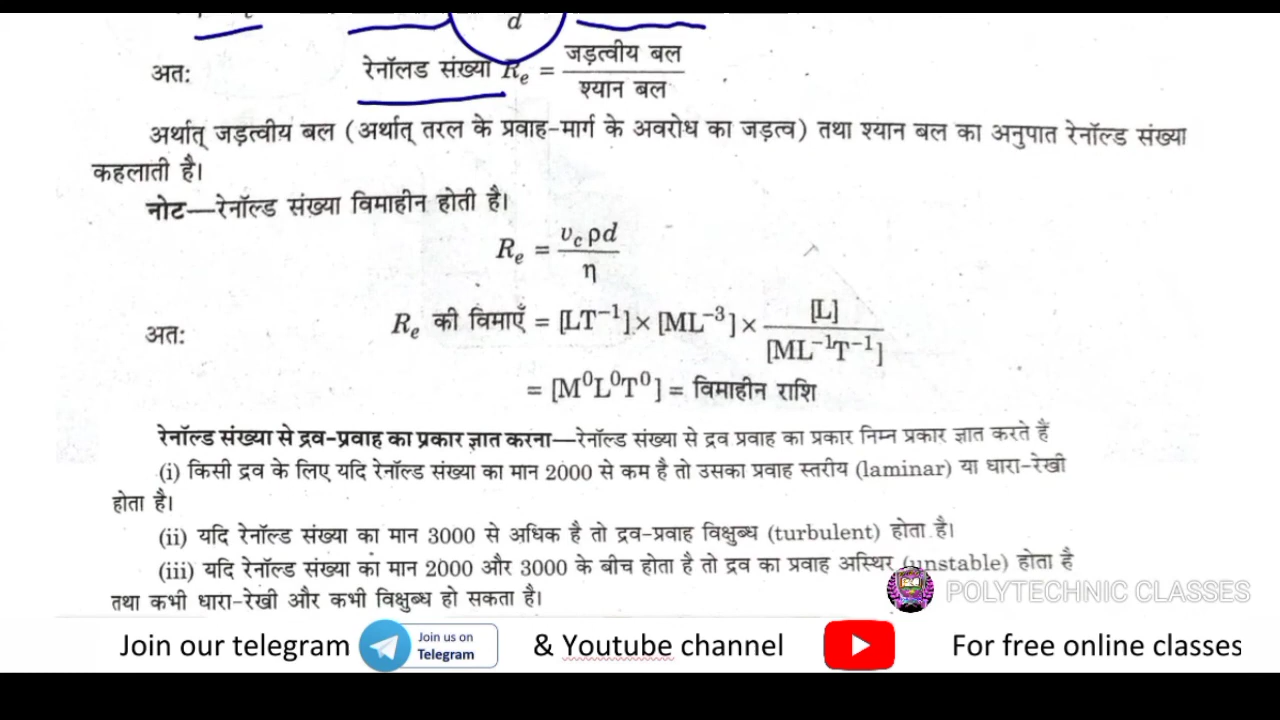 d
अतः रेनॉलड संख्या Rₑ = जड़त्वीय बल / श्यान बल
अर्थात् जड़त्वीय बल (अर्थात् तरल के प्रवाह-मार्ग के अवरोध का जड़त्व) तथा श्यान बल का अनुपात रेनॉल्ड संख्या
कहलाती है।
नोट—रेनॉल्ड संख्या विमाहीन होती है।
Rₑ = υ_c ρd / η
अतः Rₑ की विमाएँ = [LT⁻¹] × [ML⁻³] × [L] / [ML⁻¹T⁻¹]
= [M⁰L⁰T⁰] = विमाहीन राशि
रेनॉल्ड संख्या से द्रव-प्रवाह का प्रकार ज्ञात करना—रेनॉल्ड संख्या से द्रव प्रवाह का प्रकार निम्न प्रकार ज्ञात करते हैं
(i) किसी द्रव के लिए यदि रेनॉल्ड संख्या का मान 2000 से कम है तो उसका प्रवाह स्तरीय (laminar) या धारा-रेखी
होता है।
(ii) यदि रेनॉल्ड संख्या का मान 3000 से अधिक है तो द्रव-प्रवाह विक्षुब्ध (turbulent) होता है।
(iii) यदि रेनॉल्ड संख्या का मान 2000 और 3000 के बीच होता है तो द्रव का प्रवाह अस्थिर (unstable) होता है
तथा कभी धारा-रेखी और कभी विक्षुब्ध हो सकता है।
POLYTECHNIC CLASSES
Join our telegram Join us on Telegram & Youtube channel For free online classes